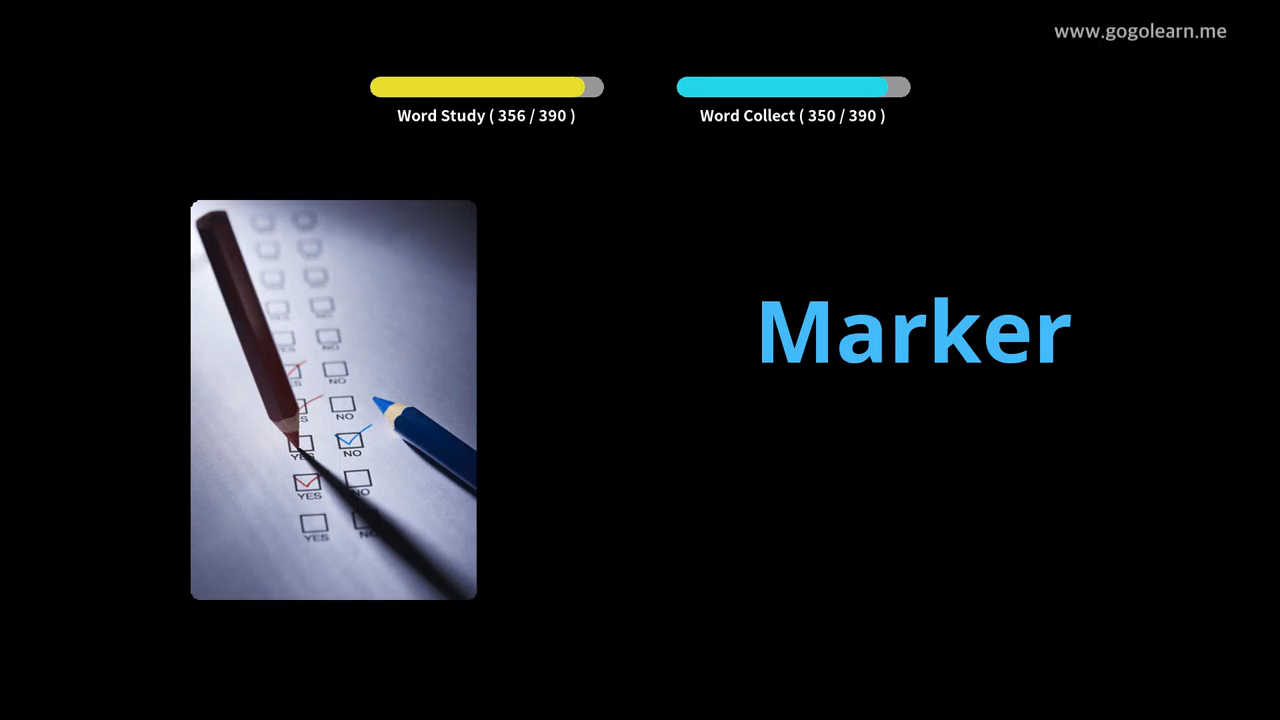 www.gogolearn.me
Word Study ( 356 / 390 )
Word Collect ( 350 / 390 )
Marker
NO
NO
YES
NO
YES
NO
YES
NO